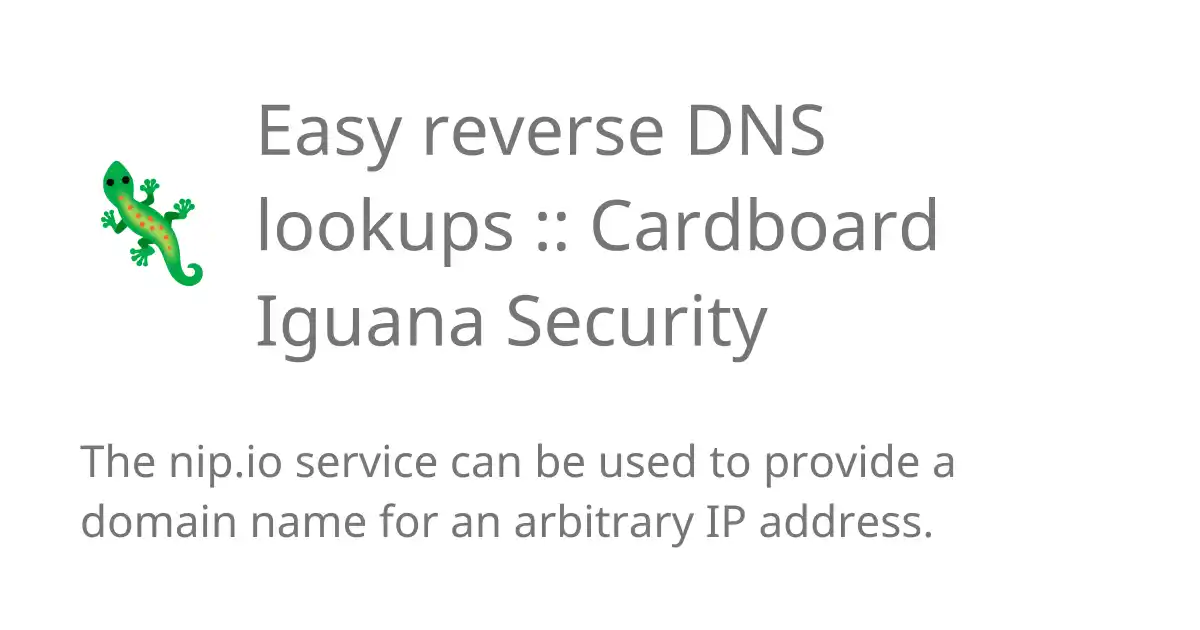 Easy reverse DNS
lookups :: Cardboard
Iguana Security
The nip.io service can be used to provide a
domain name for an arbitrary IP address.